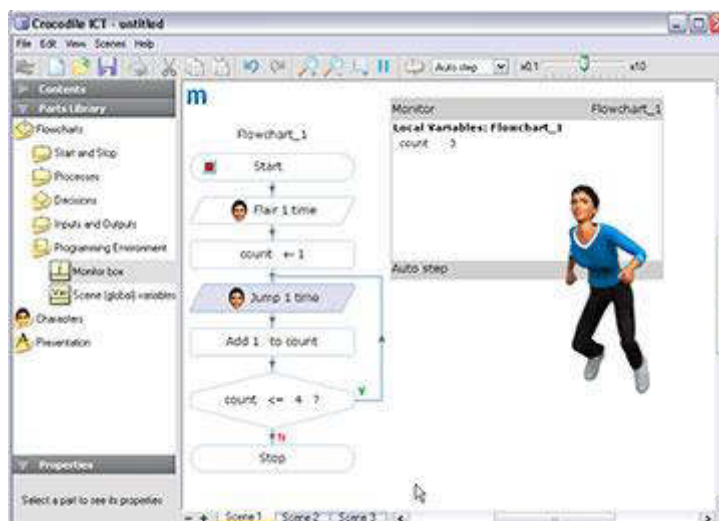 Crocodile ICT - untitled
File Edit View Scenes Help
Auto step x0.1 x10
Contents
Parts Library
Flowcharts
Start and Stop
Processes
Decisions
Inputs and Outputs
Programming Environment
Monitor box
Scene (global) variables
Characters
Presentation
Properties
Select a part to see its properties
m
Flowchart_1
Start
Flair 1 time
count ← 1
Jump 1 time
Add 1 to count
count <= 4 ?
Y
N
Stop
Monitor Flowchart_1
Local Variables: Flowchart_1
count 3
Auto step
Scene 1 Scene 2 Scene 3